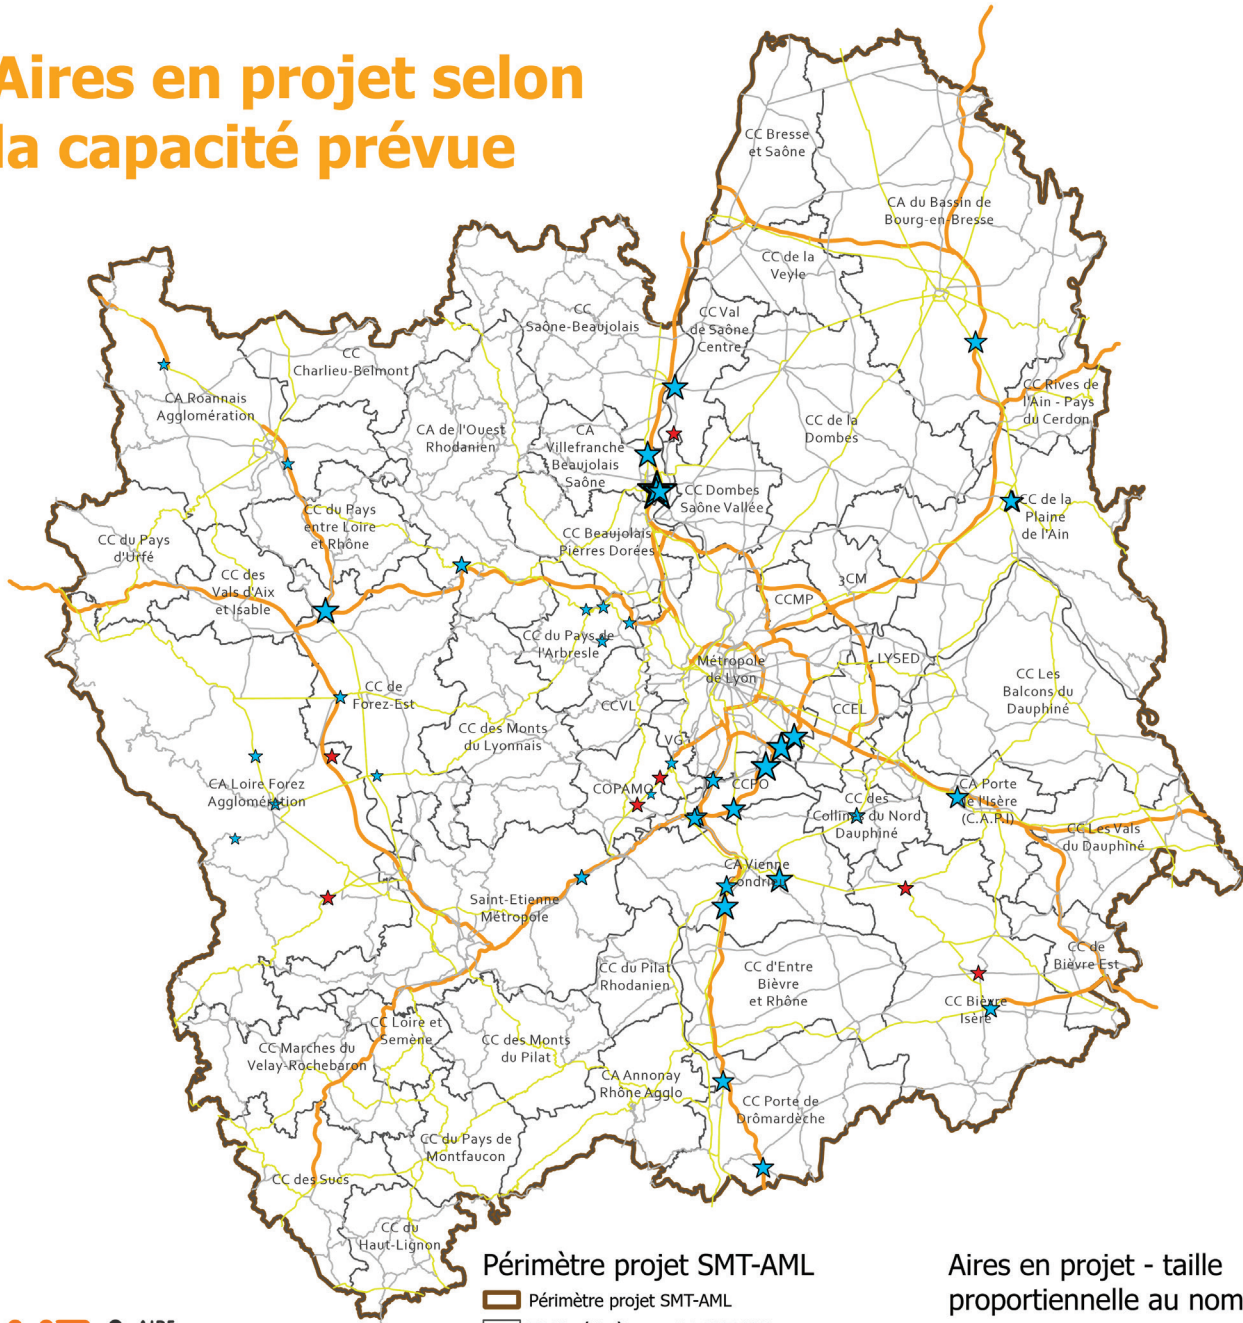 Aires en projet selon
la capacité prévue
CC Bresse
et Saône
CA du Bassin de
Bourg-en-Bresse
CC de la
Veyle
CC
Saône-Beaujolais
CC Val
de Saône
Centre
CC
Charlieu-Belmont
CA Roannais
Agglomération
CC Rives de
l'Ain - Pays
du Cerdon
CA de l'Ouest
Rhodanien
CA
Villefranche
Beaujolais
Saône
CC de la
Dombes
CC Dombes
Saône Vallée
CC de la
Plaine
de l'Ain
CC du Pays
entre Loire
et Rhône
CC du Pays
d'Urfé
CC Beaujolais
Pierres Dorées
CC des
Vals d'Aix
et Isable
3CM
CCMP
CC du Pays de
l'Arbresle
Métropole
de Lyon
LYSED
CC Les
Balcons du
Dauphiné
CC de
Forez-Est
CCVL
CCEL
CC des Monts
du Lyonnais
VG
CA Loire Forez
Agglomération
COPAMO
CCPO
CA Porte
de l'Isère
(C.A.P.I)
CC des
Collines du Nord
Dauphiné
CC Les Vals
du Dauphiné
CA Vienne
Condrieu
Saint-Etienne
Métropole
CC du Pilat
Rhodanien
CC d'Entre
Bièvre
et Rhône
CC de
Bièvre Est
CC Bièvre
Isère
CC Loire et
Semène
CC Marches du
Velay-Rochebaron
CC des Monts
du Pilat
CA Annonay
Rhône Agglo
CC Porte de
Drômardèche
CC du Pays de
Montfaucon
CC des Sucs
CC du
Haut-Lignon
Périmètre projet SMT-AML
Périmètre projet SMT-AML
Aires en projet - taille
proportiennelle au nom
AIRE